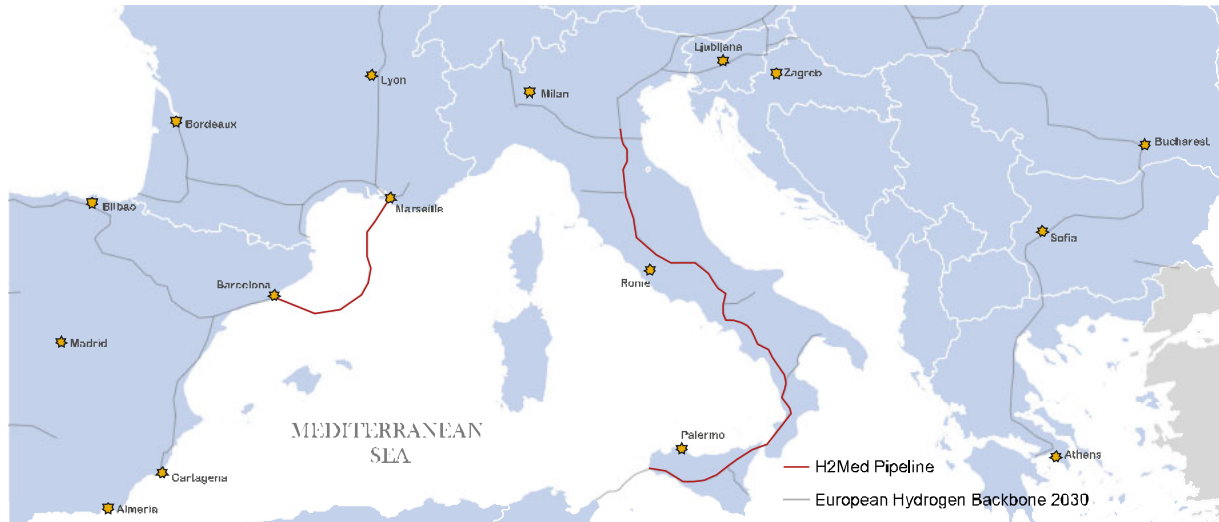 Ljubljana
Zagreb
Lyon
Milan
Bordeaux
Bucharest
Marseille
Bilbao
Sofia
Rome
Barcelona
Madrid
MEDITERRANEAN
SEA
Palermo
Athens
H2Med Pipeline
Cartagena
European Hydrogen Backbone 2030
Almeria